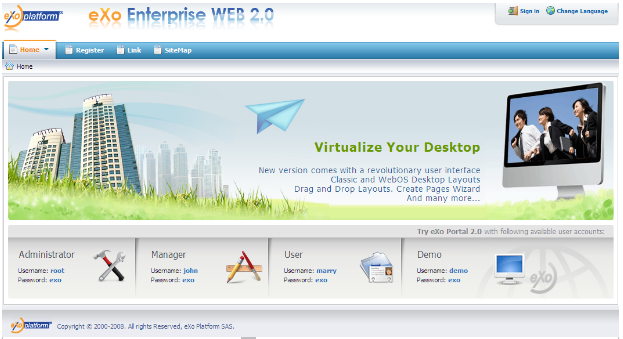 eXo platform
eXo Enterprise WEB 2.0
Sign in Change Language
Home Register Link SiteMap
Home
Virtualize Your Desktop
New version comes with a revolutionary user interface
Classic and WebOS Desktop Layouts
Drag and Drop Layouts. Create Pages Wizard
And many more...
Try eXo Portal 2.0 with following available user accounts:
Administrator
Username: root
Password: exo
Manager
Username: john
Password: exo
User
Username: marry
Password: exo
Demo
Username: demo
Password: exo
eXo
eXo platform Copyright © 2000-2008. All rights Reserved, eXo Platform SAS.